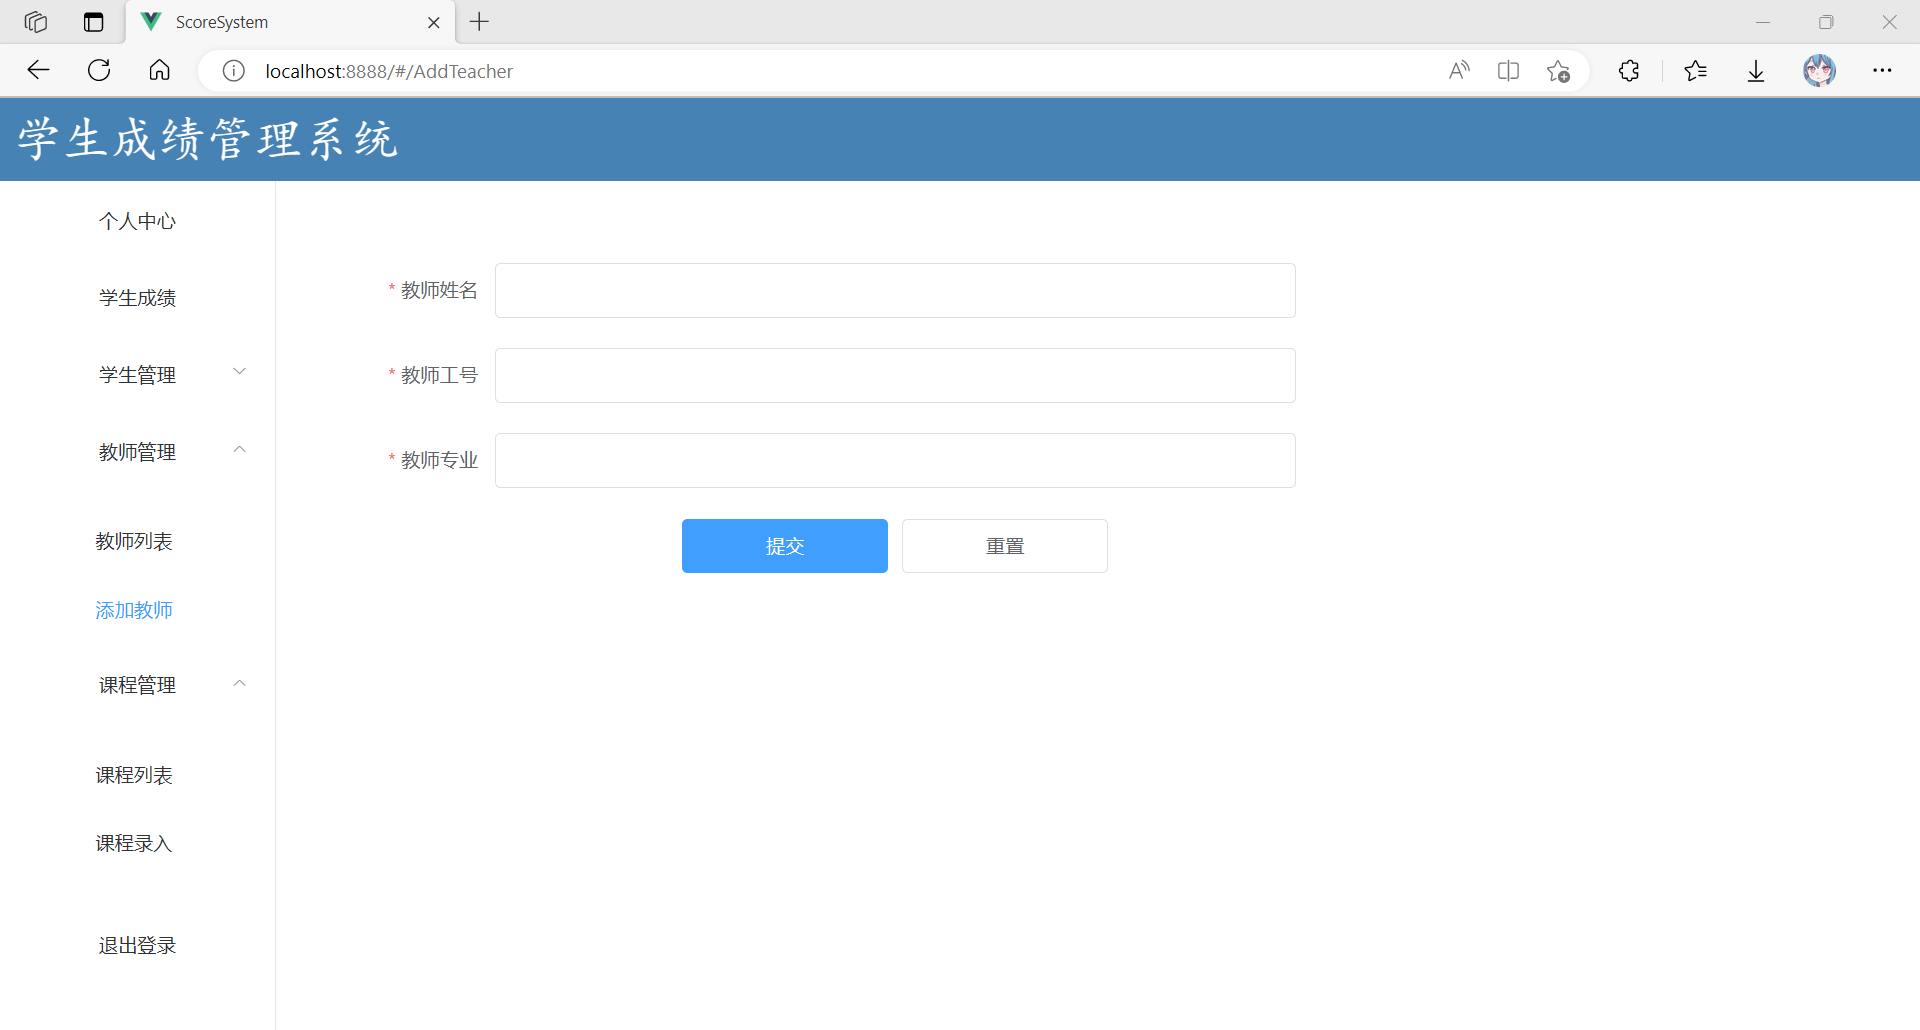 ScoreSystem
localhost:8888/#/AddTeacher
学生成绩管理系统
个人中心
学生成绩
学生管理
教师管理
教师列表
添加教师
课程管理
课程列表
课程录入
退出登录
* 教师姓名
* 教师工号
* 教师专业
提交 重置